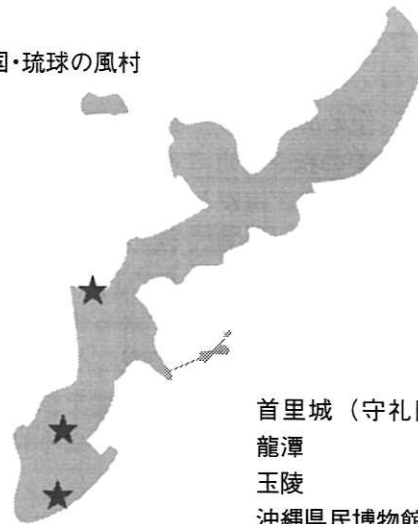 国・琉球の風村
首里城（守礼
龍潭
玉陵
沖縄県民博物館